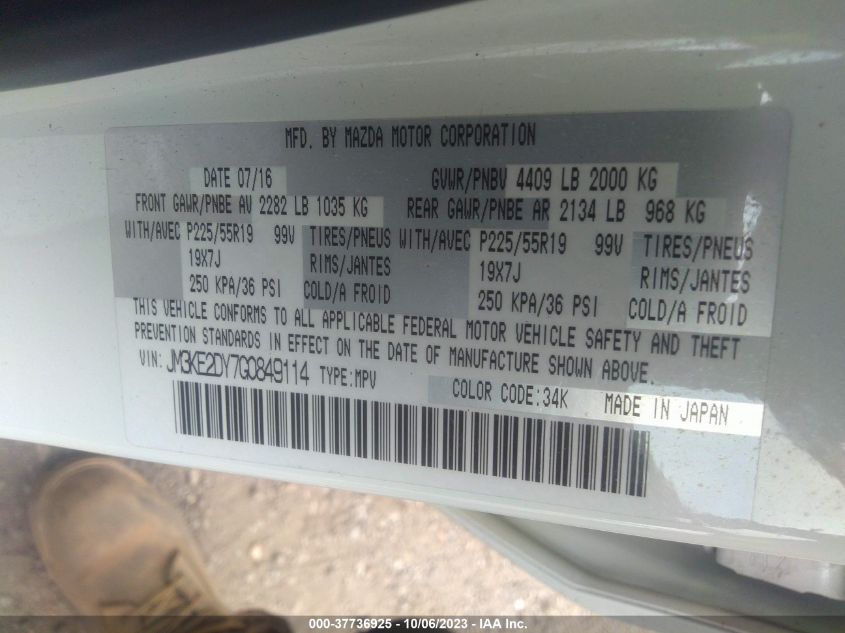 MFD. BY MAZDA MOTOR CORPORATION
DATE 07/16 GVWR/PNBV 4409 LB 2000 KG
FRONT GAWR/PNBE AV 2282 LB 1035 KG REAR GAWR/PNBE AR 2134 LB 968 KG
WITH/AVEC P225/55R19 99V TIRES/PNEUS WITH/AVEC P225/55R19 99V TIRES/PNEUS
19X7J RIMS/JANTES 19X7J RIMS/JANTES
250 KPA/36 PSI COLD/A FROID 250 KPA/36 PSI COLD/A FROID
THIS VEHICLE CONFORMS TO ALL APPLICABLE FEDERAL MOTOR VEHICLE SAFETY AND THEFT
PREVENTION STANDARDS IN EFFECT ON THE DATE OF MANUFACTURE SHOWN ABOVE.
VIN: JM3KE2DY7G0849114 TYPE:MPV COLOR CODE:34K MADE IN JAPAN
000-37736925 - 10/06/2023 - IAA Inc.